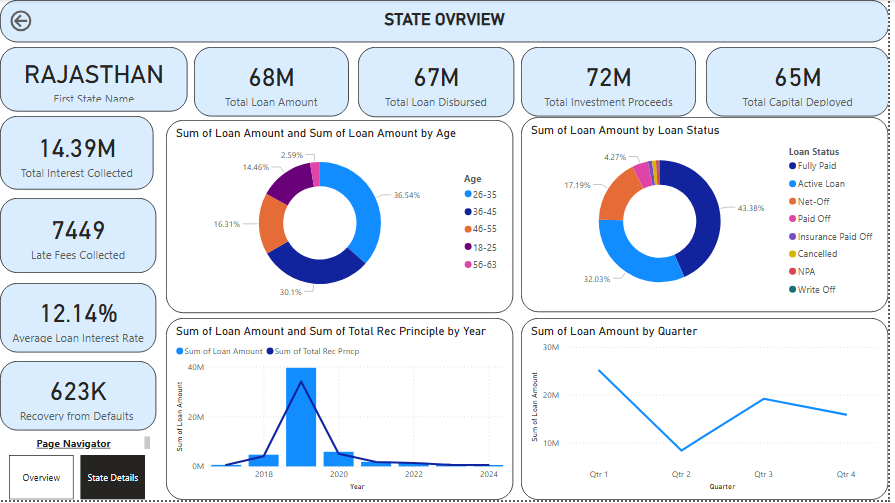 STATE OVRVIEW
RAJASTHAN
First State Name
68M
Total Loan Amount
67M
Total Loan Disbursed
72M
Total Investment Proceeds
65M
Total Capital Deployed
14.39M
Total Interest Collected
7449
Late Fees Collected
12.14%
Average Loan Interest Rate
623K
Recovery from Defaults
Page Navigator
Overview
State Details
Sum of Loan Amount and Sum of Loan Amount by Age
2.59%
14.46%
16.31%
30.1%
36.54%
Age
26-35
36-45
46-55
18-25
56-63
Sum of Loan Amount by Loan Status
4.27%
17.19%
32.03%
43.38%
Loan Status
Fully Paid
Active Loan
Net-Off
Paid Off
Insurance Paid Off
Cancelled
NPA
Write Off
Sum of Loan Amount and Sum of Total Rec Principle by Year
Sum of Loan Amount
Sum of Total Rec Prncp
Sum of Loan Amount
40M
20M
0M
2018
2020
2022
2024
Year
Sum of Loan Amount by Quarter
Sum of Loan Amount
30M
20M
10M
Qtr 1
Qtr 2
Qtr 3
Qtr 4
Quarter